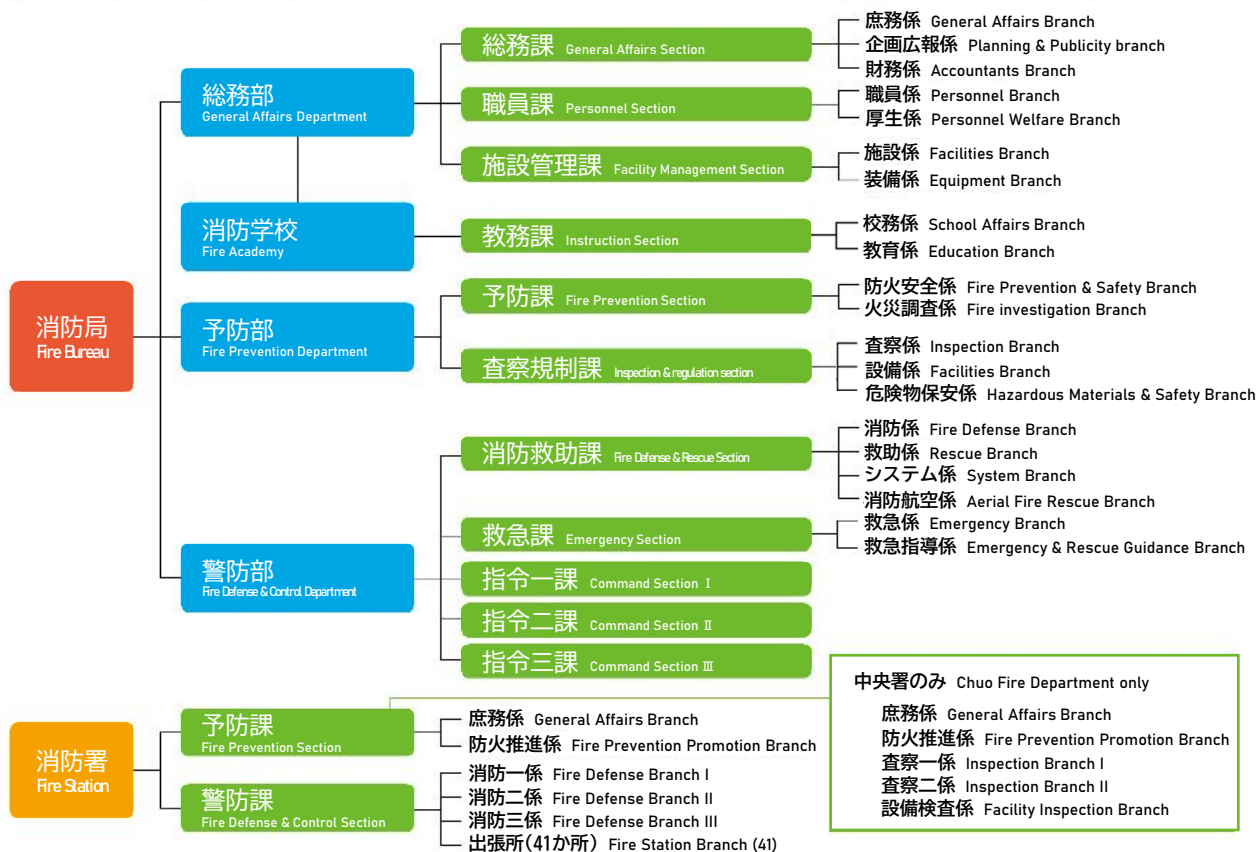 消防局
Fire Bureau
総務部
General Affairs Department
総務課 General Affairs Section
庶務係 General Affairs Branch
企画広報係 Planning & Publicity branch
財務係 Accountants Branch
職員課 Personnel Section
職員係 Personnel Branch
厚生係 Personnel Welfare Branch
施設管理課 Facility Management Section
施設係 Facilities Branch
装備係 Equipment Branch
消防学校
Fire Academy
教務課 Instruction Section
校務係 School Affairs Branch
教育係 Education Branch
予防部
Fire Prevention Department
予防課 Fire Prevention Section
防火安全係 Fire Prevention & Safety Branch
火災調査係 Fire investigation Branch
査察規制課 Inspection & regulation section
査察係 Inspection Branch
設備係 Facilities Branch
危険物保安係 Hazardous Materials & Safety Branch
警防部
Fire Defense & Control Department
消防救助課 Fire Defense & Rescue Section
消防係 Fire Defense Branch
救助係 Rescue Branch
システム係 System Branch
消防航空係 Aerial Fire Rescue Branch
救急課 Emergency Section
救急係 Emergency Branch
救急指導係 Emergency & Rescue Guidance Branch
指令一課 Command Section Ⅰ
指令二課 Command Section Ⅱ
指令三課 Command Section Ⅲ
消防署
Fire Station
予防課
Fire Prevention Section
庶務係 General Affairs Branch
防火推進係 Fire Prevention Promotion Branch
警防課
Fire Defense & Control Section
消防一係 Fire Defense Branch I
消防二係 Fire Defense Branch II
消防三係 Fire Defense Branch III
出張所(41か所) Fire Station Branch (41)
中央署のみ Chuo Fire Department only
庶務係 General Affairs Branch
防火推進係 Fire Prevention Promotion Branch
査察一係 Inspection Branch I
査察二係 Inspection Branch II
設備検査係 Facility Inspection Branch